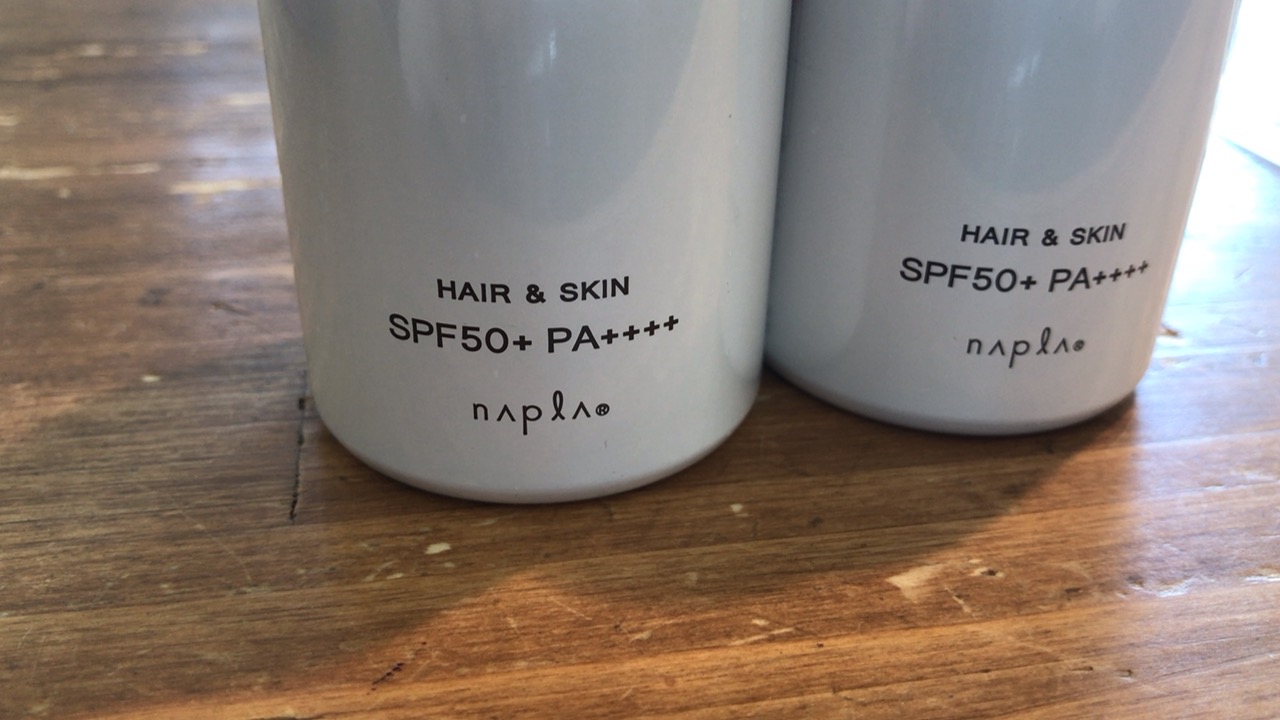 HAIR & SKIN
SPF50+ PA++++
napla®
HAIR & SKIN
SPF50+ PA++++
napla®